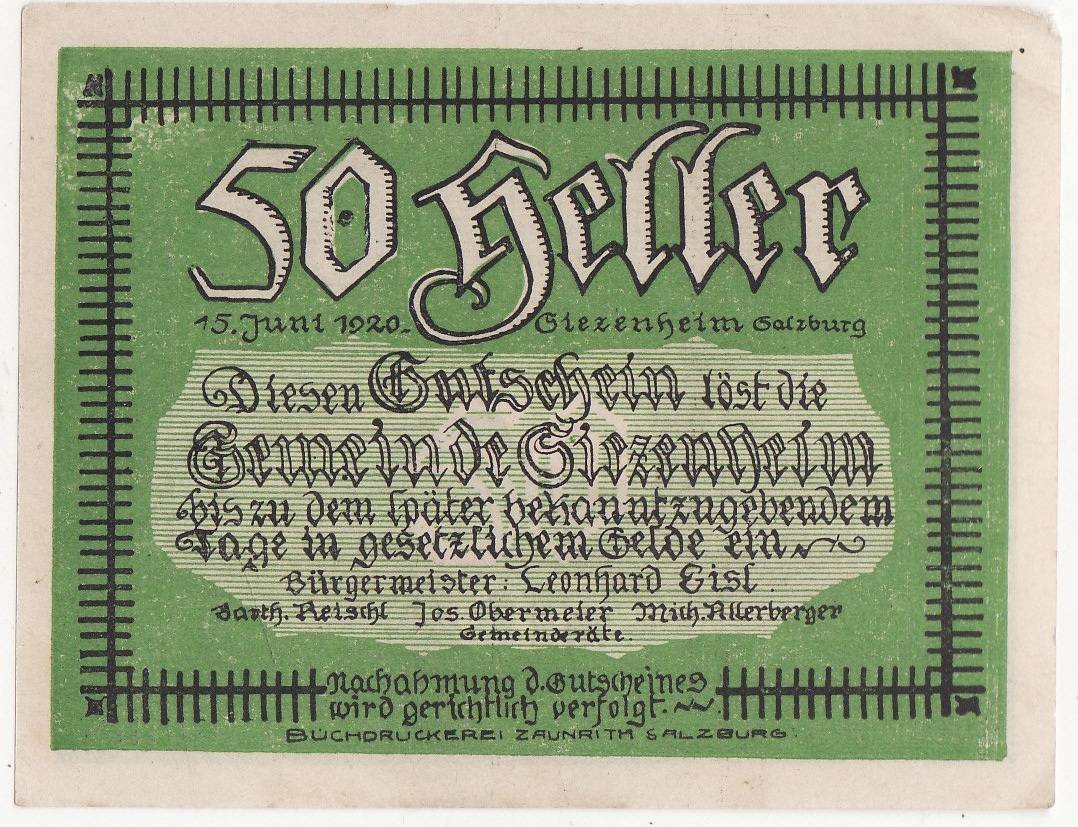 50 Heller
15. Juni 1920. Siezenheim Salzburg
Diesen Gutschein löst die
Gemeinde Siezenheim
bis zu dem später bekanntzugebendem
Tage in gesetzlichem Gelde ein
Bürgermeister: Leonhard Eisl.
Barth. Reischl Jos. Obermeier Mich. Allerberger
Gemeinderäte.
Nachahmung d. Gutscheines
wird gerichtlich verfolgt.
BUCHDRUCKEREI ZAUNRITH SALZBURG.